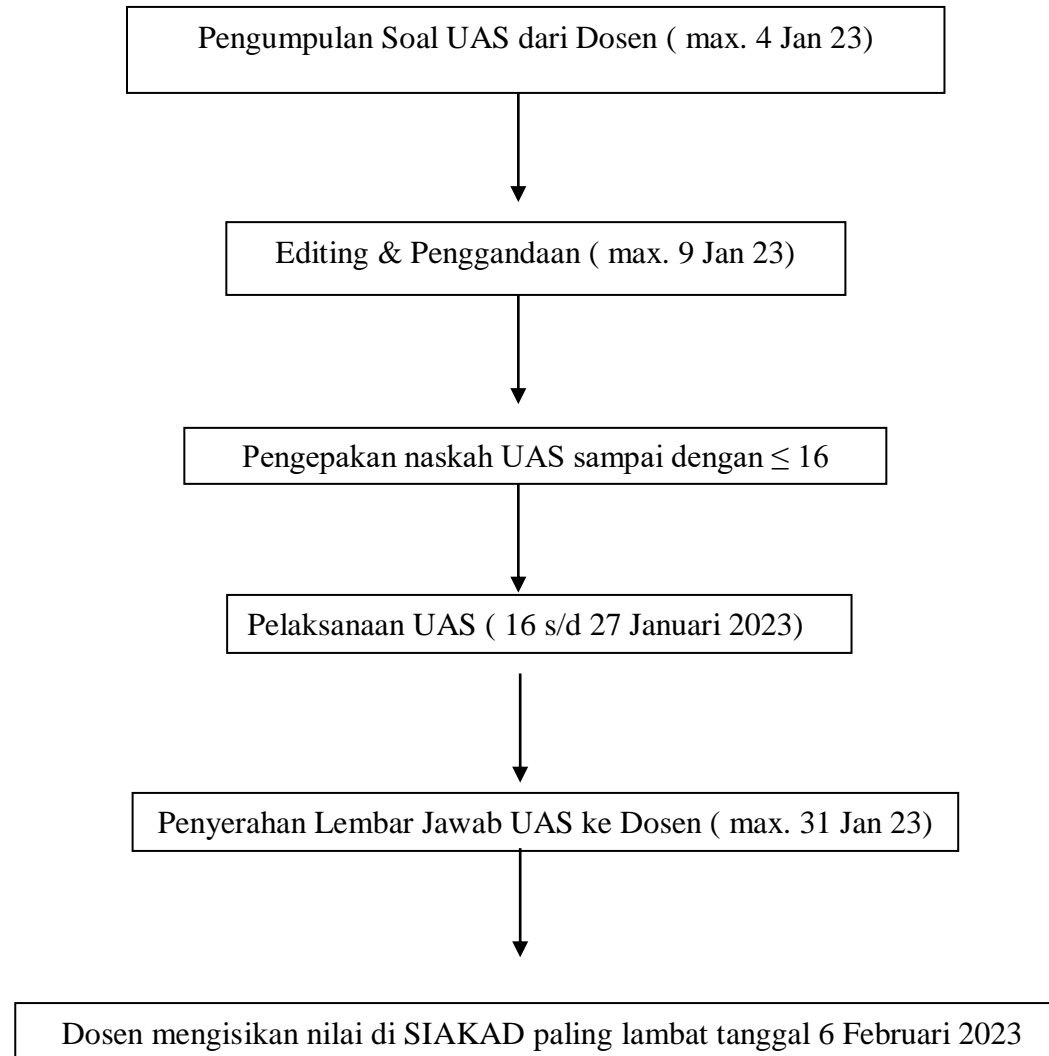 Pengumpulan Soal UAS dari Dosen ( max. 4 Jan 23)
Editing & Penggandaan ( max. 9 Jan 23)
Pengepakan naskah UAS sampai dengan ≤ 16
Pelaksanaan UAS ( 16 s/d 27 Januari 2023)
Penyerahan Lembar Jawab UAS ke Dosen ( max. 31 Jan 23)
Dosen mengisikan nilai di SIAKAD paling lambat tanggal 6 Februari 2023